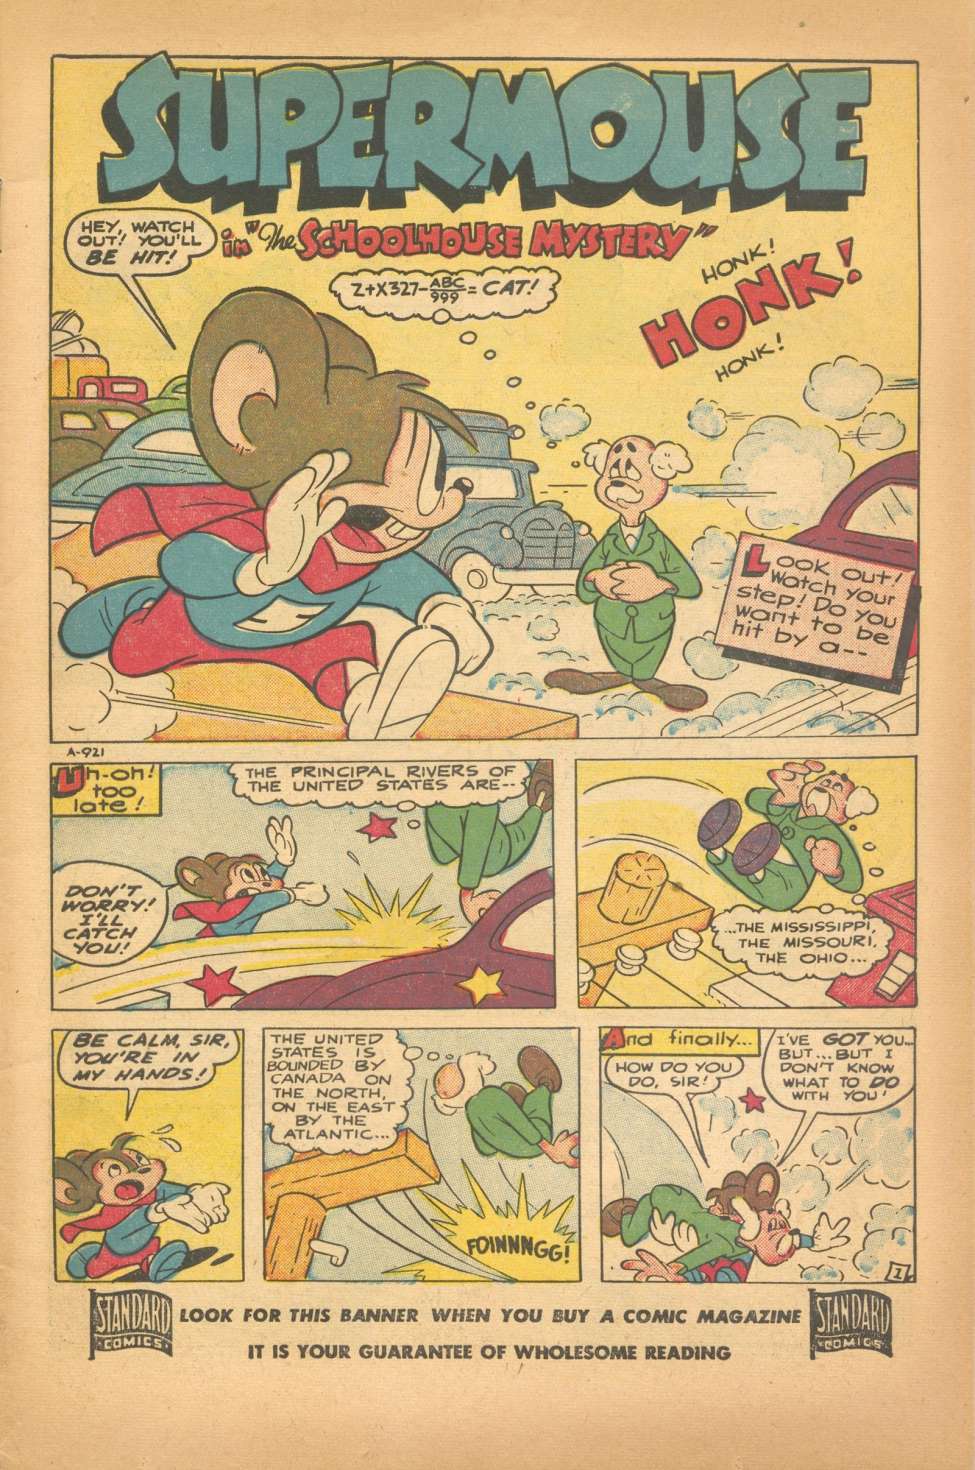 SUPERMOUSE
in "The SCHOOLHOUSE MYSTERY"
HEY, WATCH
OUT! YOU'LL
BE HIT!
Z+X327-ABC/999=CAT!
HONK!
HONK!
HONK!
Look out!
Watch your
step! Do you
want to be
hit by a--
A-921
Uh-oh!
too
late!
THE PRINCIPAL RIVERS OF
THE UNITED STATES ARE--
DON'T
WORRY!
I'LL
CATCH
YOU!
...THE MISSISSIPPI,
THE MISSOURI,
THE OHIO...
BE CALM, SIR,
YOU'RE IN
MY HANDS!
THE UNITED
STATES IS
BOUNDED BY
CANADA ON
THE NORTH,
ON THE EAST
BY THE
ATLANTIC...
FOINNNGG!
And finally...
HOW DO YOU
DO, SIR!
I'VE GOT YOU...
BUT...BUT I
DON'T KNOW
WHAT TO DO
WITH YOU!
1
STANDARD
COMICS
LOOK FOR THIS BANNER WHEN YOU BUY A COMIC MAGAZINE
IT IS YOUR GUARANTEE OF WHOLESOME READING
STANDARD
COMICS